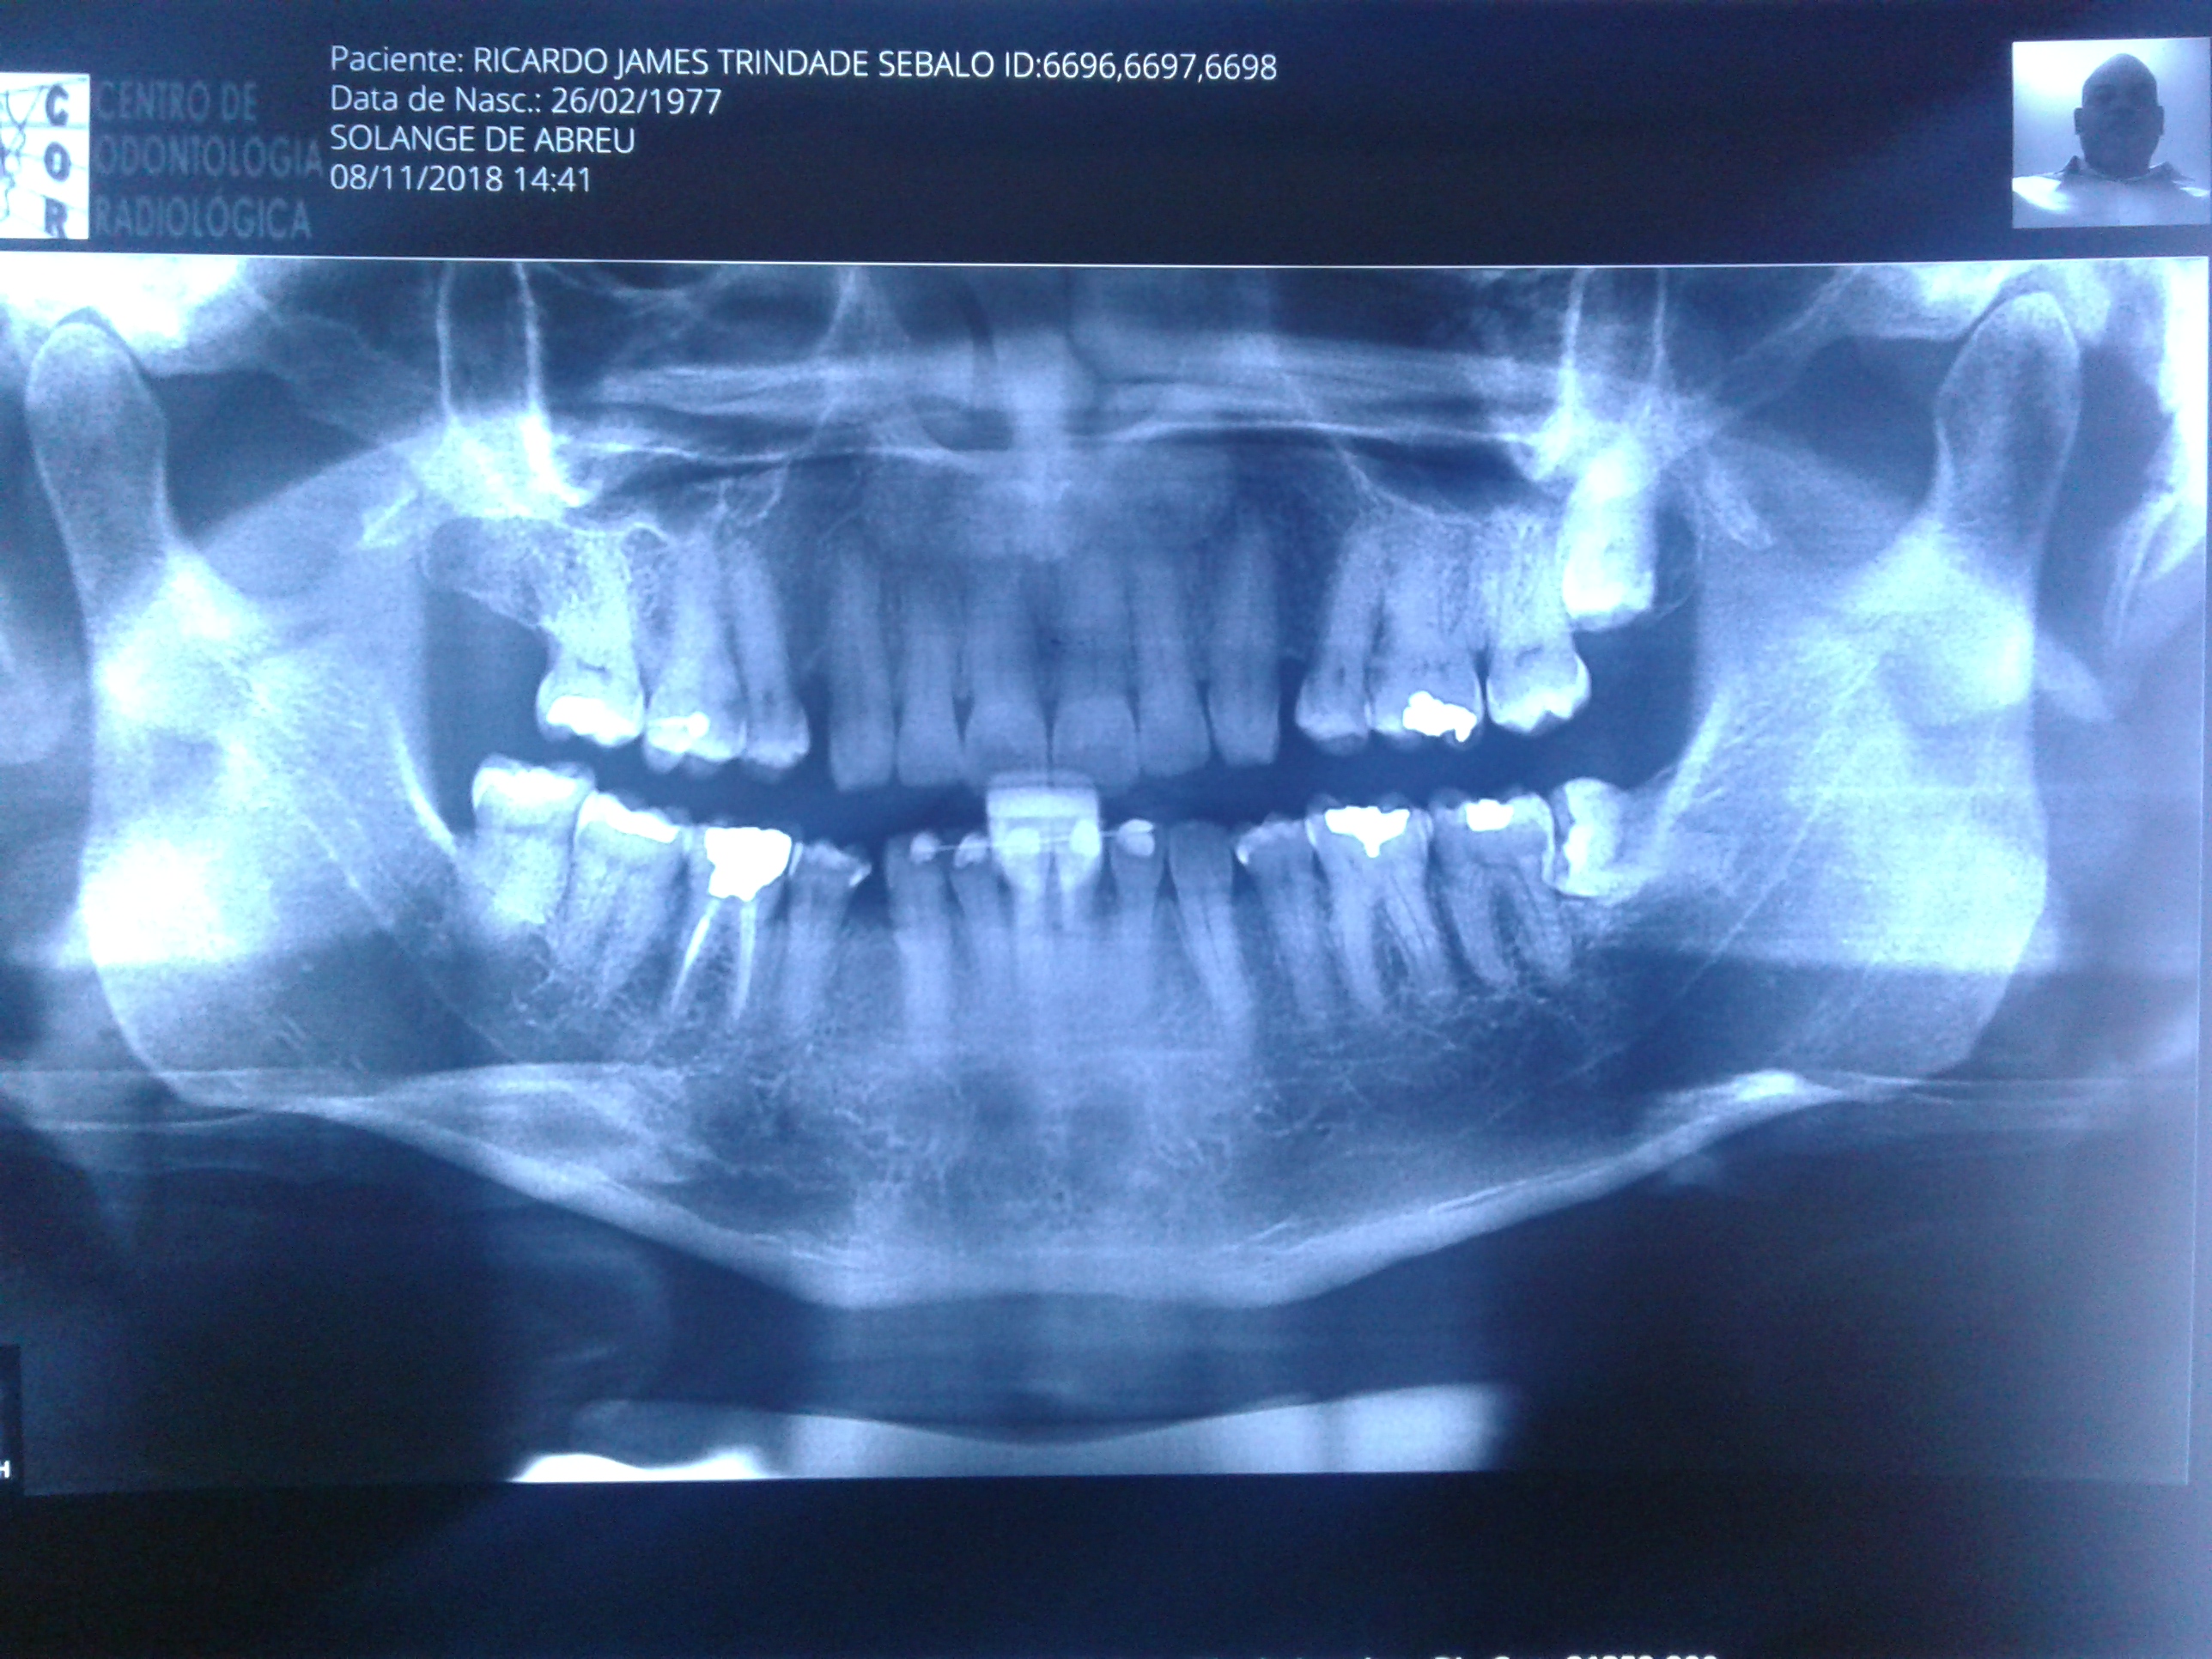 Paciente: RICARDO JAMES TRINDADE SEBALO ID:6696,6697,6698
Data de Nasc.: 26/02/1977
SOLANGE DE ABREU
08/11/2018 14:41
C
O
R
CENTRO DE
ODONTOLOGIA
RADIOLÓGICA
H